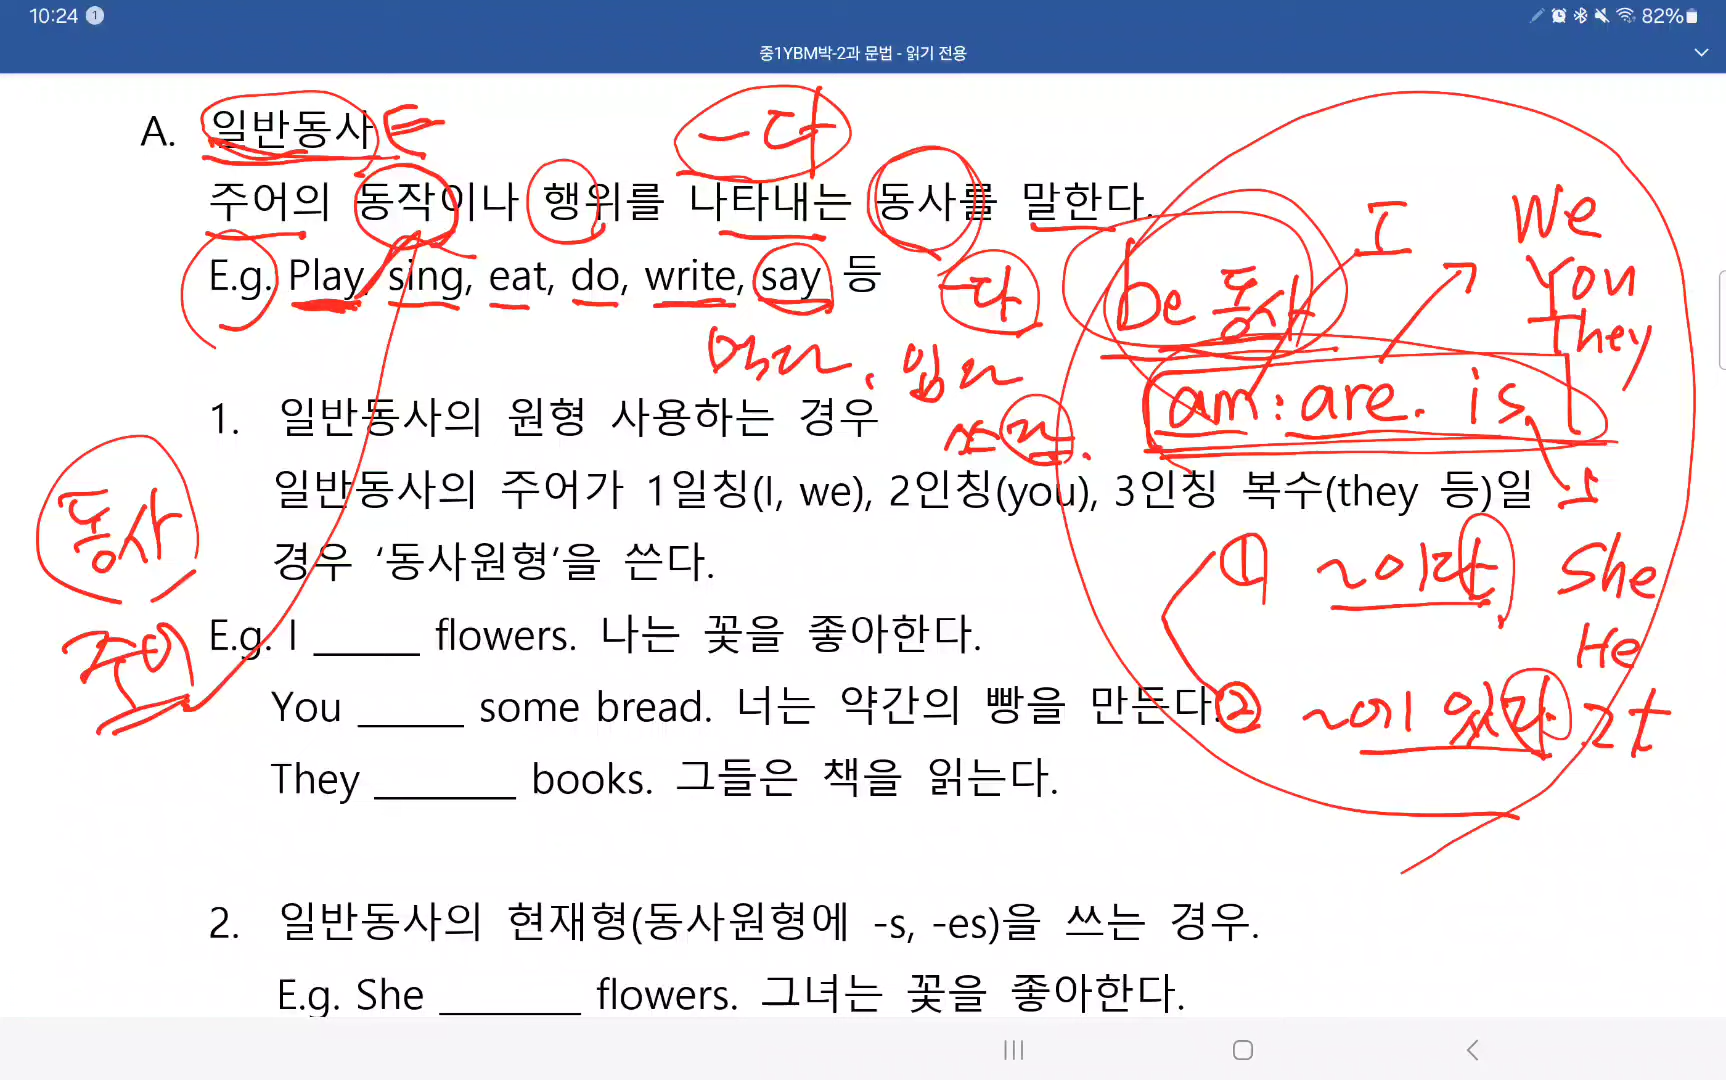 10:24 1 82%
중1YBM박-2과 문법 - 읽기 전용
A. 일반동사
-다
주어의 동작이나 행위를 나타내는 동사를 말한다.
E.g. Play, sing, eat, do, write, say 등
-다
먹다, 입다
쓰다.
be 동사
I
We
You
They
am: are. is
1. 일반동사의 원형 사용하는 경우
일반동사의 주어가 1일칭(I, we), 2인칭(you), 3인칭 복수(they 등)일
경우 ‘동사원형’을 쓴다.
동사
주어
① ~이다
She
He
It
② ~에 있다
E.g. I _____ flowers. 나는 꽃을 좋아한다.
You _____ some bread. 너는 약간의 빵을 만든다.
They _______ books. 그들은 책을 읽는다.
2. 일반동사의 현재형(동사원형에 -s, -es)을 쓰는 경우.
E.g. She _______ flowers. 그녀는 꽃을 좋아한다.